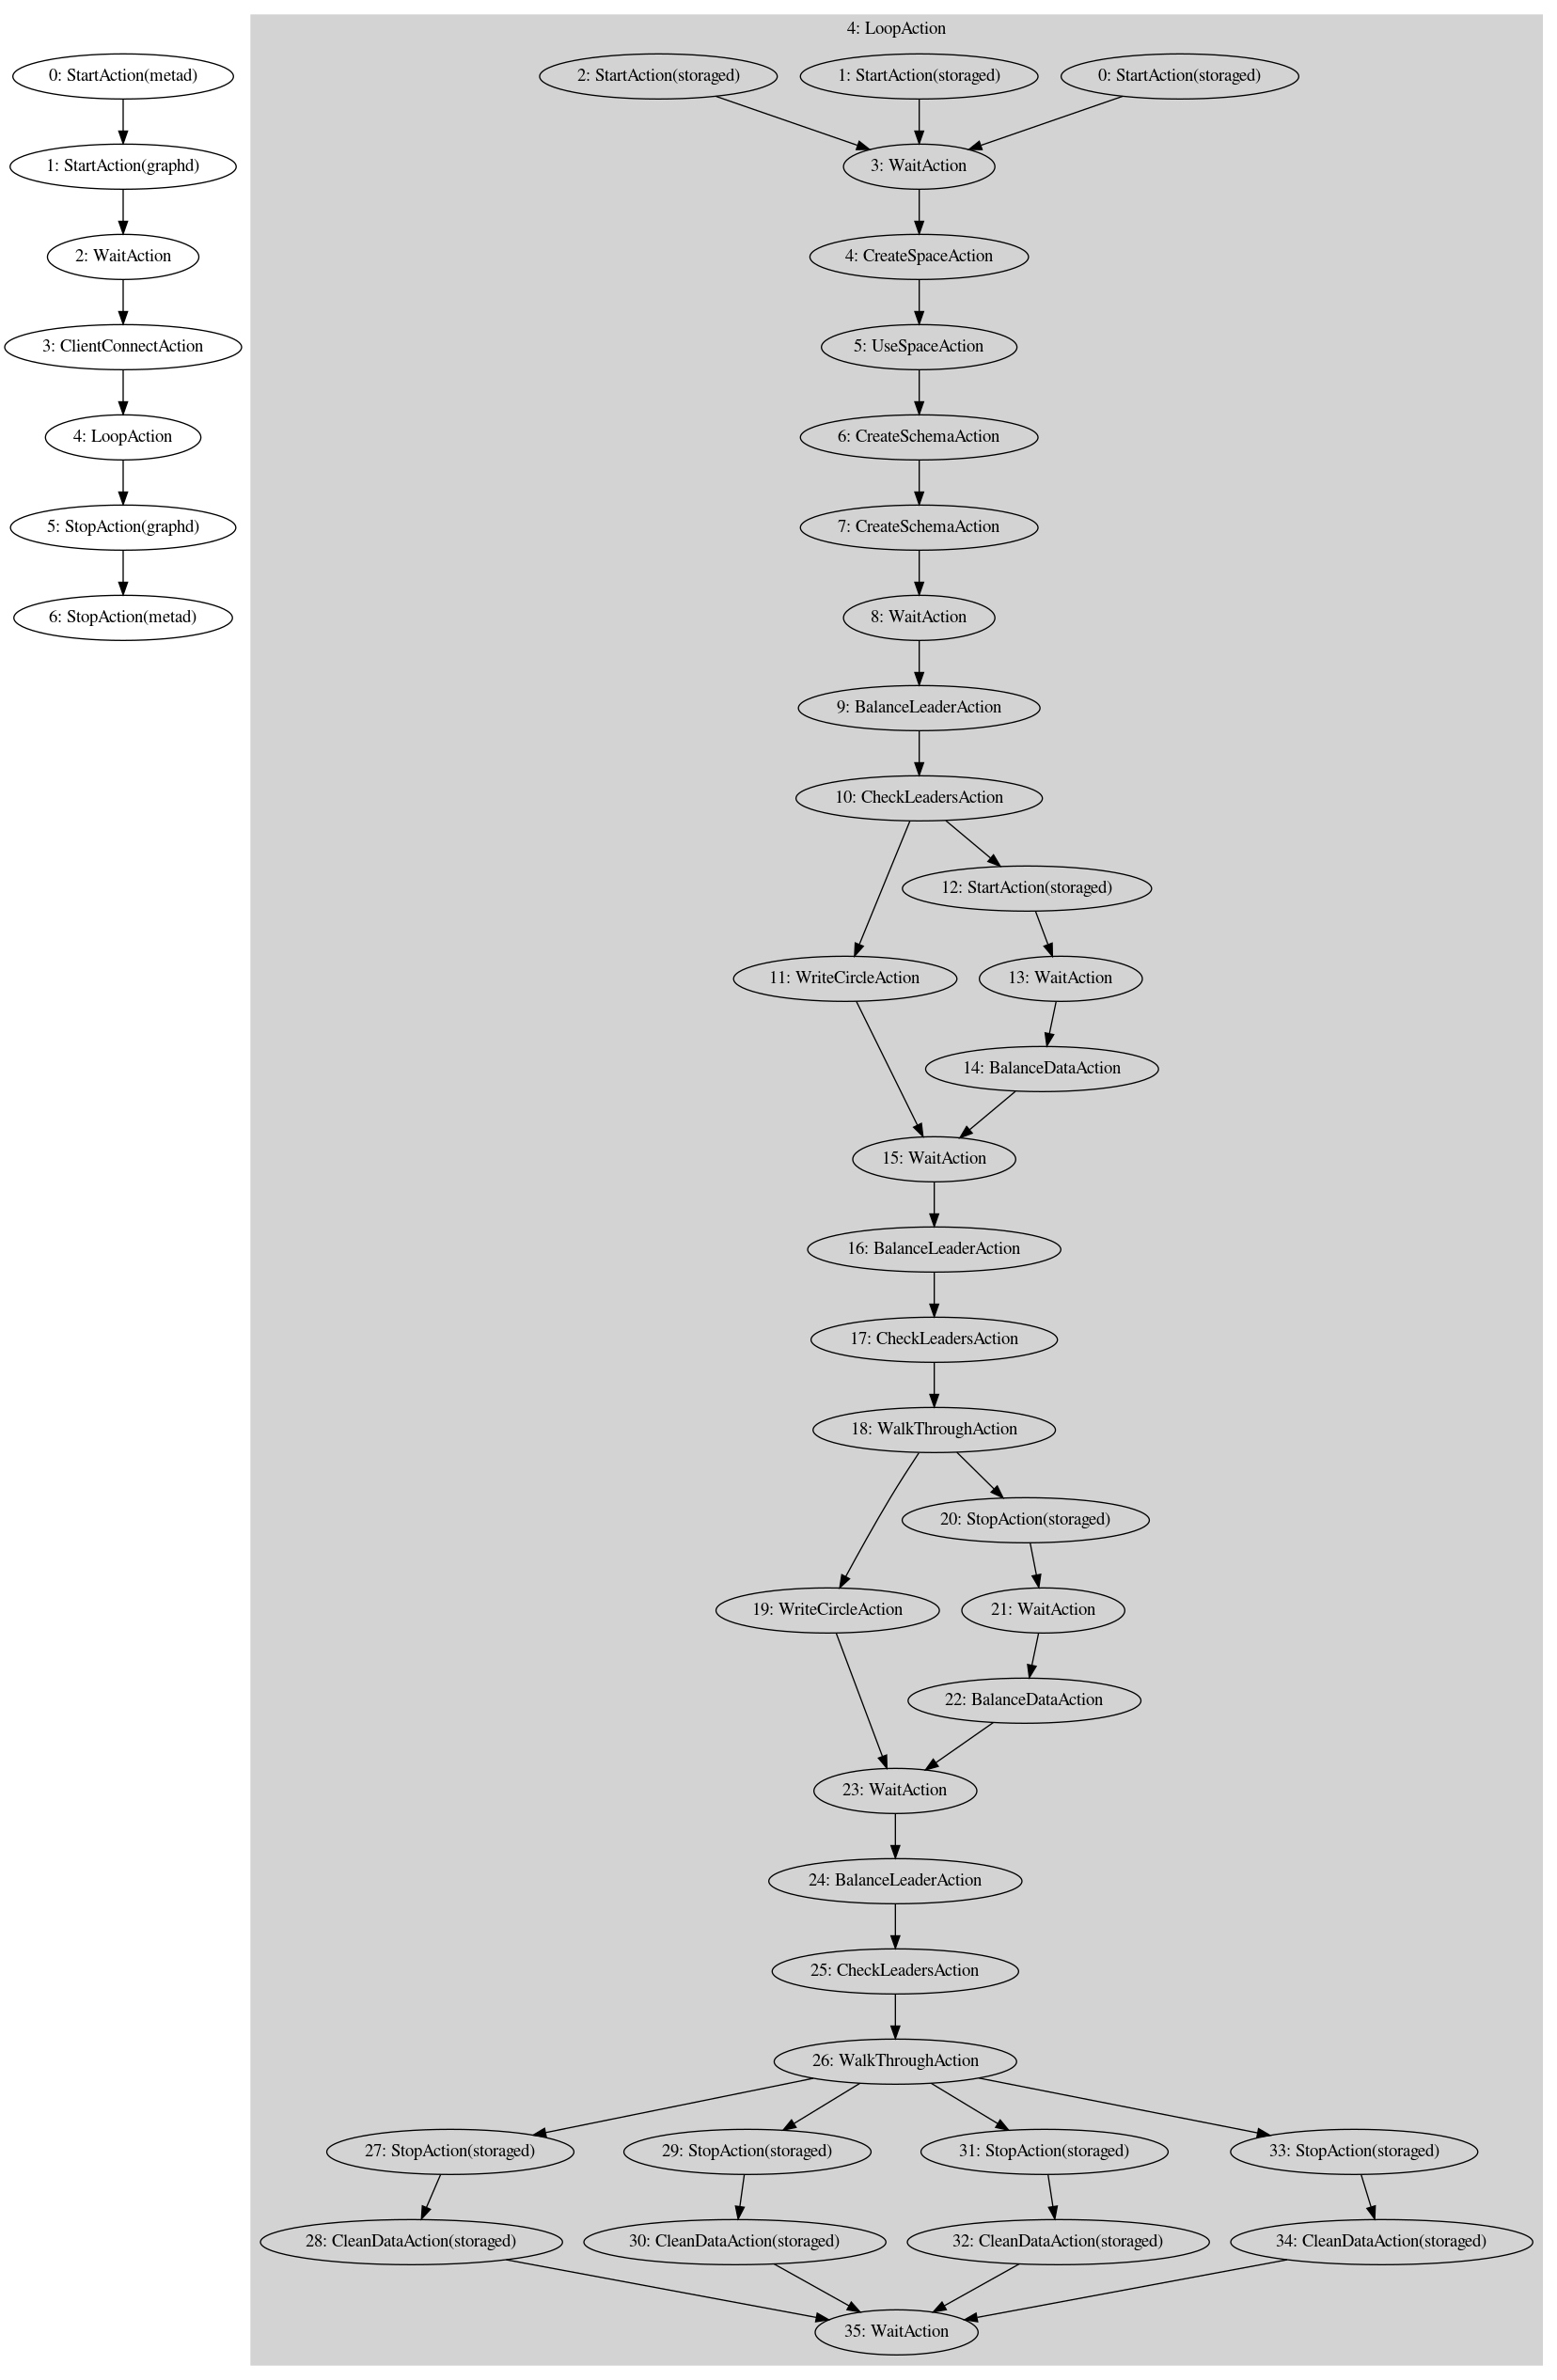 0: StartAction(metad)
1: StartAction(graphd)
2: WaitAction
3: ClientConnectAction
4: LoopAction
5: StopAction(graphd)
6: StopAction(metad)
4: LoopAction
2: StartAction(storaged)
1: StartAction(storaged)
0: StartAction(storaged)
3: WaitAction
4: CreateSpaceAction
5: UseSpaceAction
6: CreateSchemaAction
7: CreateSchemaAction
8: WaitAction
9: BalanceLeaderAction
10: CheckLeadersAction
12: StartAction(storaged)
11: WriteCircleAction
13: WaitAction
14: BalanceDataAction
15: WaitAction
16: BalanceLeaderAction
17: CheckLeadersAction
18: WalkThroughAction
20: StopAction(storaged)
19: WriteCircleAction
21: WaitAction
22: BalanceDataAction
23: WaitAction
24: BalanceLeaderAction
25: CheckLeadersAction
26: WalkThroughAction
27: StopAction(storaged)
29: StopAction(storaged)
31: StopAction(storaged)
33: StopAction(storaged)
28: CleanDataAction(storaged)
30: CleanDataAction(storaged)
32: CleanDataAction(storaged)
34: CleanDataAction(storaged)
35: WaitAction